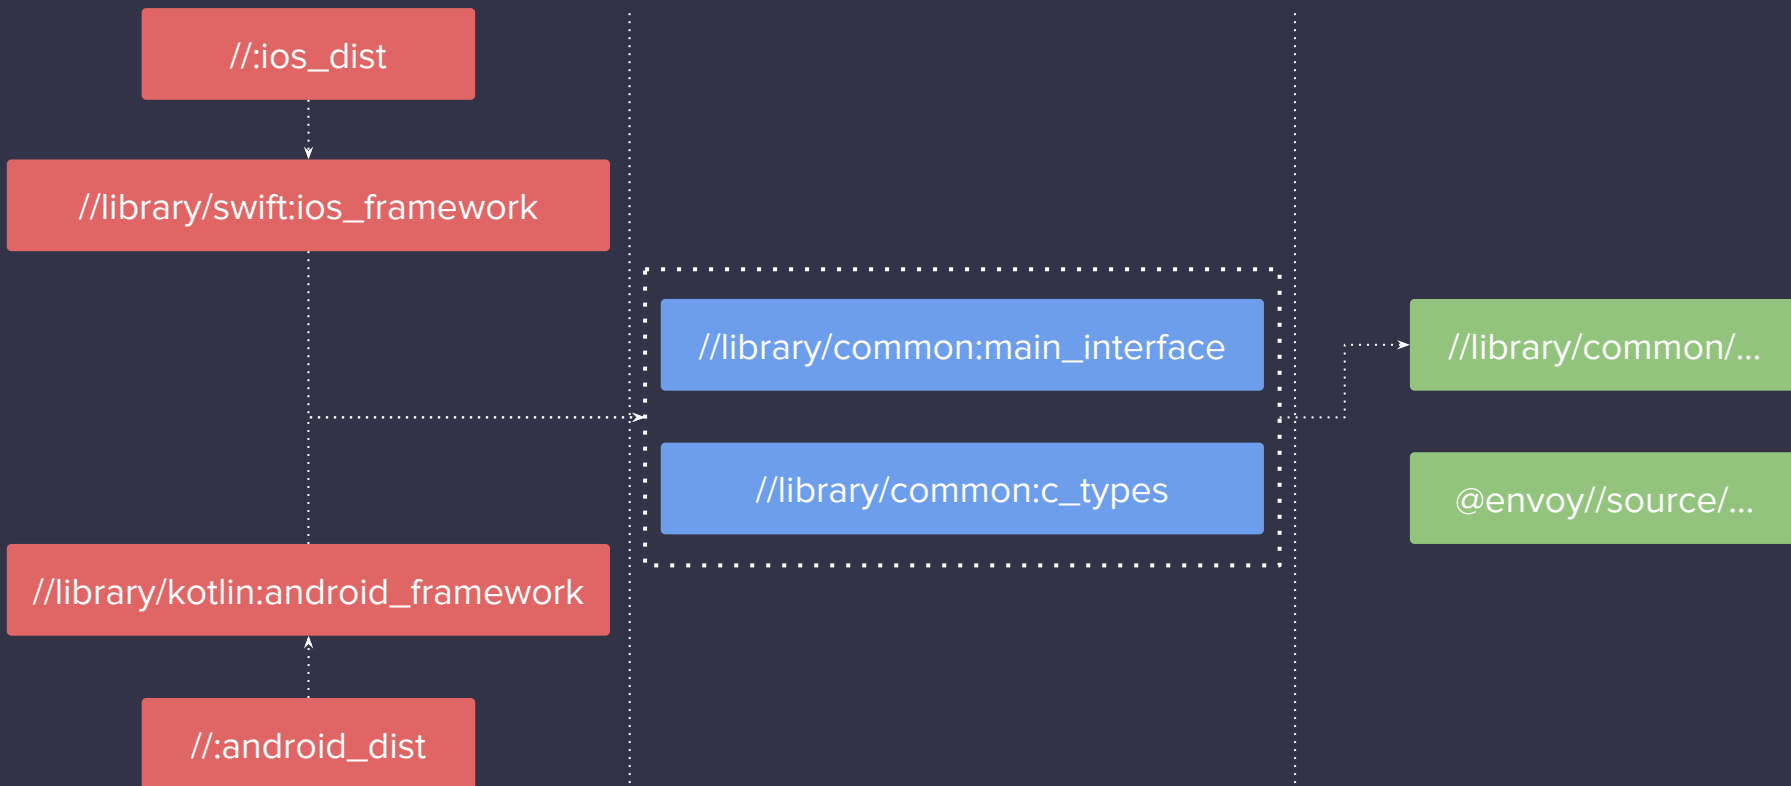 //:ios_dist
//library/swift:ios_framework
//library/kotlin:android_framework
//:android_dist
//library/common:main_interface
//library/common:c_types
//library/common/...
@envoy//source/...